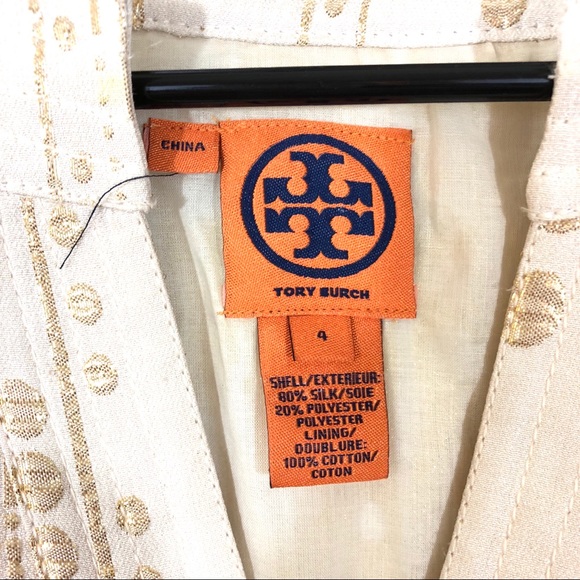 CHINA
TORY BURCH
4
SHELL/EXTERIEUR:
80% SILK/SOIE
20% POLYESTER/
POLYESTER
LINING/
DOUBLURE:
100% COTTON/
COTON